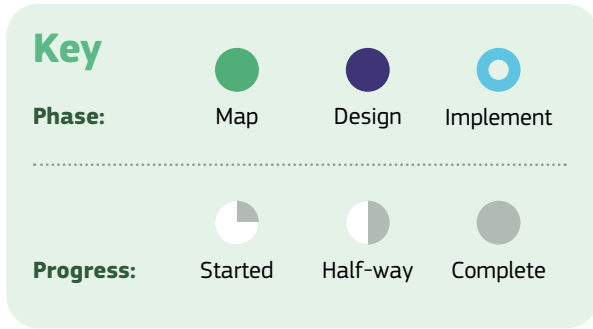 Key
Phase: Map Design Implement
Progress: Started Half-way Complete